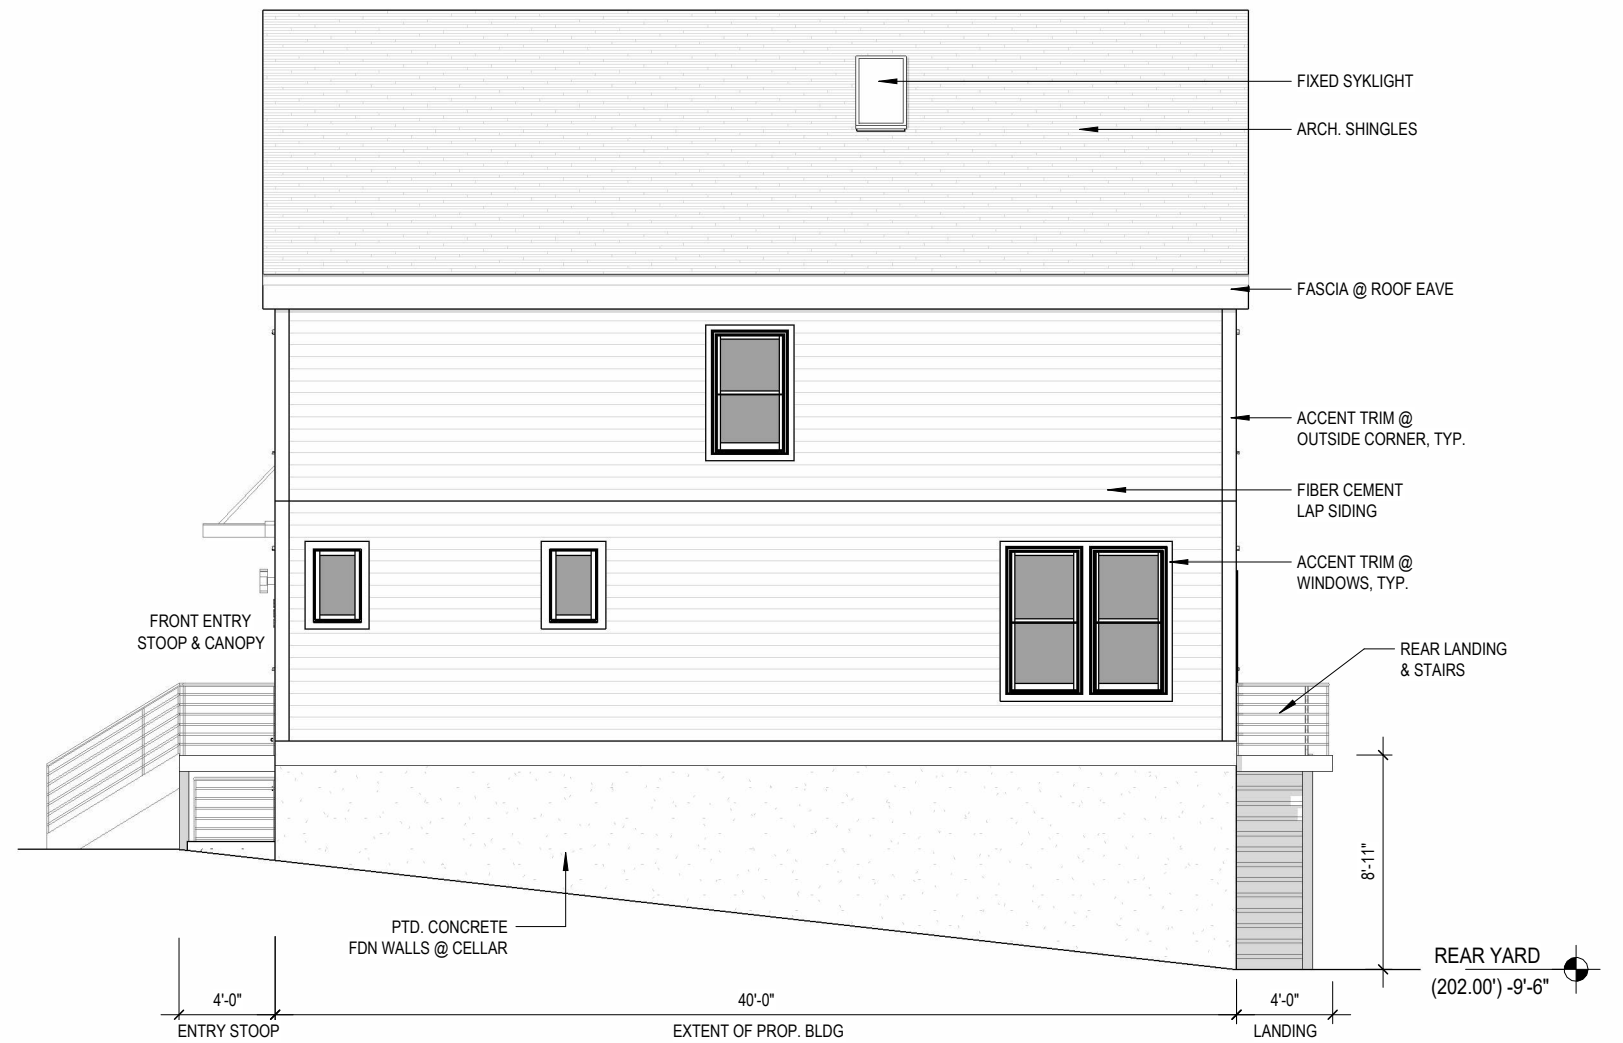 FIXED SYKLIGHT
ARCH. SHINGLES
FASCIA @ ROOF EAVE
ACCENT TRIM @
OUTSIDE CORNER, TYP.
FIBER CEMENT
LAP SIDING
ACCENT TRIM @
WINDOWS, TYP.
FRONT ENTRY
STOOP & CANOPY
REAR LANDING
& STAIRS
8'-11"
PTD. CONCRETE
FDN WALLS @ CELLAR
REAR YARD
(202.00') -9'-6"
4'-0"
40'-0"
4'-0"
ENTRY STOOP
EXTENT OF PROP. BLDG
LANDING